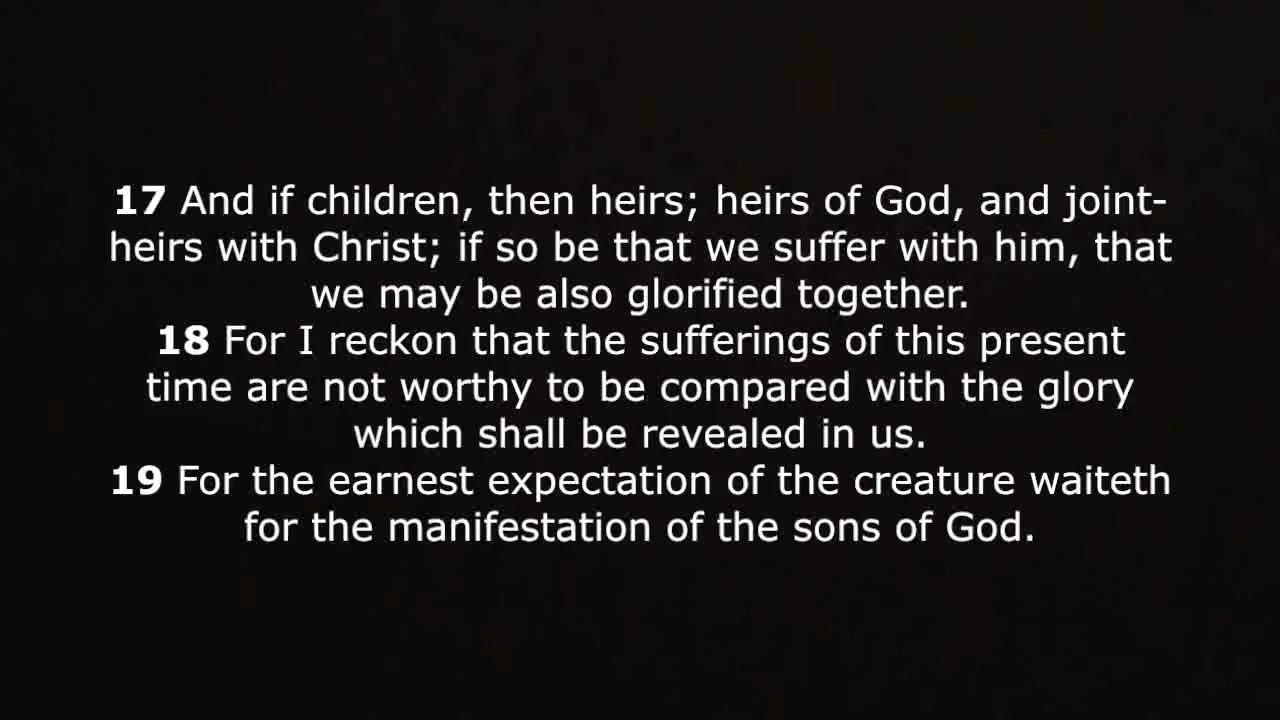 17 And if children, then heirs; heirs of God, and joint-
heirs with Christ; if so be that we suffer with him, that
we may be also glorified together.
18 For I reckon that the sufferings of this present
time are not worthy to be compared with the glory
which shall be revealed in us.
19 For the earnest expectation of the creature waiteth
for the manifestation of the sons of God.